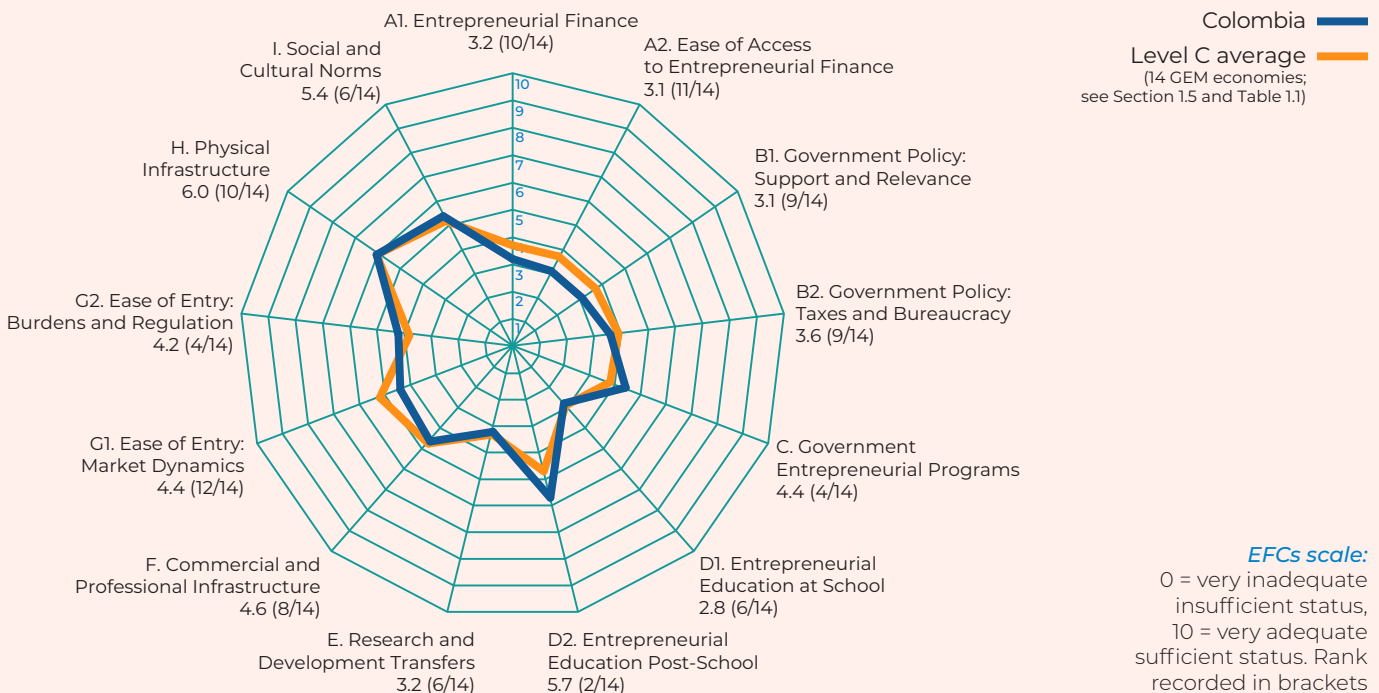 A1. Entrepreneurial Finance
3.2 (10/14)
A2. Ease of Access
to Entrepreneurial Finance
3.1 (11/14)
B1. Government Policy:
Support and Relevance
3.1 (9/14)
B2. Government Policy:
Taxes and Bureaucracy
3.6 (9/14)
C. Government
Entrepreneurial Programs
4.4 (4/14)
D1. Entrepreneurial
Education at School
2.8 (6/14)
D2. Entrepreneurial
Education Post-School
5.7 (2/14)
E. Research and
Development Transfers
3.2 (6/14)
F. Commercial and
Professional Infrastructure
4.6 (8/14)
G1. Ease of Entry:
Market Dynamics
4.4 (12/14)
G2. Ease of Entry:
Burdens and Regulation
4.2 (4/14)
H. Physical
Infrastructure
6.0 (10/14)
I. Social and
Cultural Norms
5.4 (6/14)
10
9
8
7
6
5
3
2
1
Colombia
Level C average
(14 GEM economies;
see Section 1.5 and Table 1.1)
EFCs scale:
0 = very inadequate
insufficient status,
10 = very adequate
sufficient status. Rank
recorded in brackets